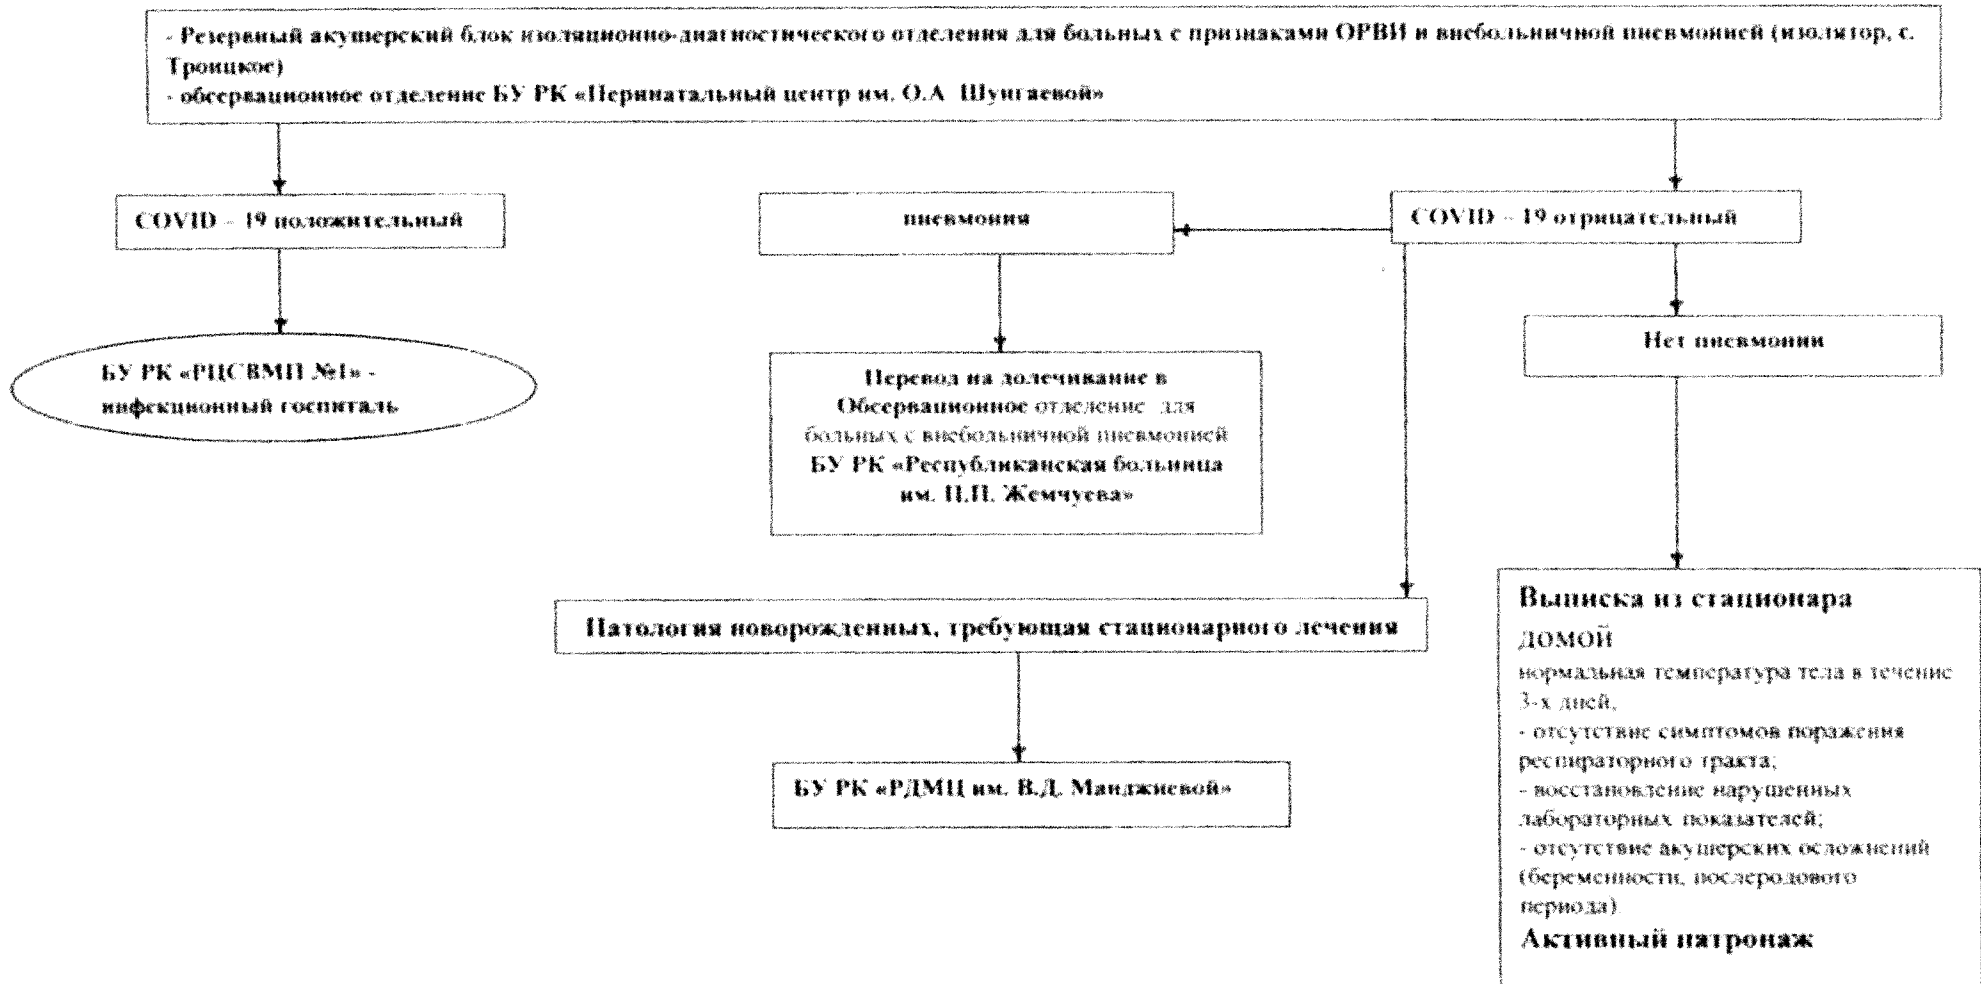 - Резервный акушерский блок изоляционно-диагностического отделения для больных с признаками ОРВИ и внебольничной пневмонией (изолятор, с.
Троицкое)
- обсервационное отделение БУ РК «Перинатальный центр им. О.А Шунгаевой»
COVID – 19 положительный
пневмония
COVID – 19 отрицательный
БУ РК «РЦСВМП №1» -
инфекционный госпиталь
Нет пневмонии
Перевод на долечивание в
Обсервационное отделение для
больных с внебольничной пневмонией
БУ РК «Республиканская больница
им. П.П. Жемчуева»
Патология новорожденных, требующая стационарного лечения
БУ РК «РДМЦ им. В.Д. Манджиевой»
Выписка из стационара
ДОМОЙ
нормальная температура тела в течение
3-х дней,
- отсутствие симптомов поражения
респираторного тракта;
- восстановление нарушенных
лабораторных показателей;
- отсутствие акушерских осложнений
(беременности, послеродового
периода)
Активный патронаж